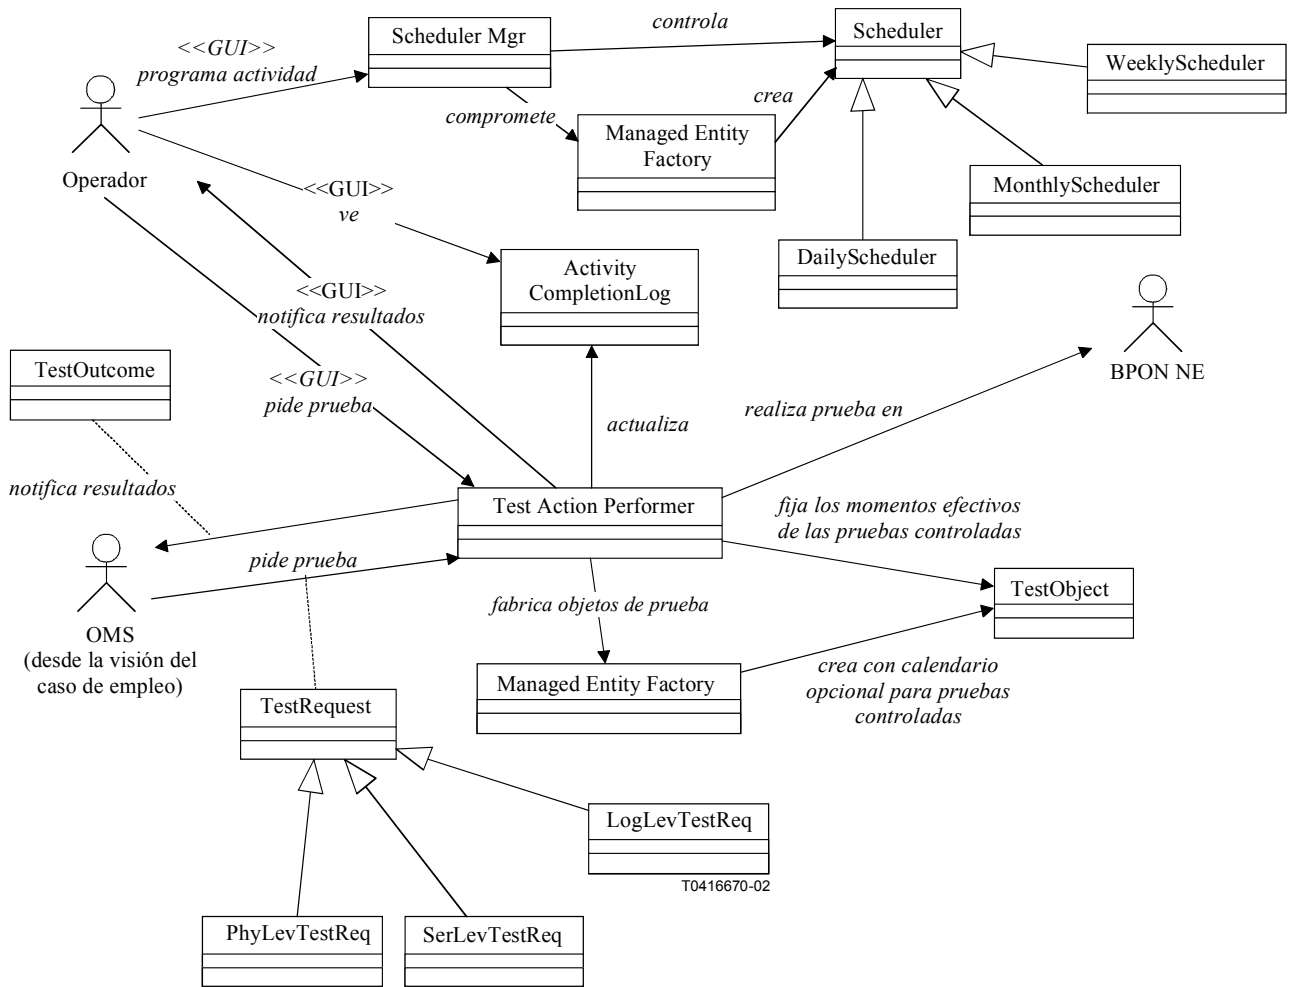 <<GUI>>
programa actividad
Scheduler Mgr
controla
Scheduler
WeeklyScheduler
compromete
crea
Managed Entity
Factory
Operador
MonthlyScheduler
<<GUI>>
ve
DailyScheduler
Activity
CompletionLog
<<GUI>>
notifica resultados
BPON NE
TestOutcome
<<GUI>>
pide prueba
actualiza
realiza prueba en
notifica resultados
Test Action Performer
fija los momentos efectivos
de las pruebas controladas
pide prueba
TestObject
fabrica objetos de prueba
OMS
(desde la visión del
caso de empleo)
Managed Entity Factory
crea con calendario
opcional para pruebas
controladas
TestRequest
LogLevTestReq
T0416670-02
PhyLevTestReq
SerLevTestReq